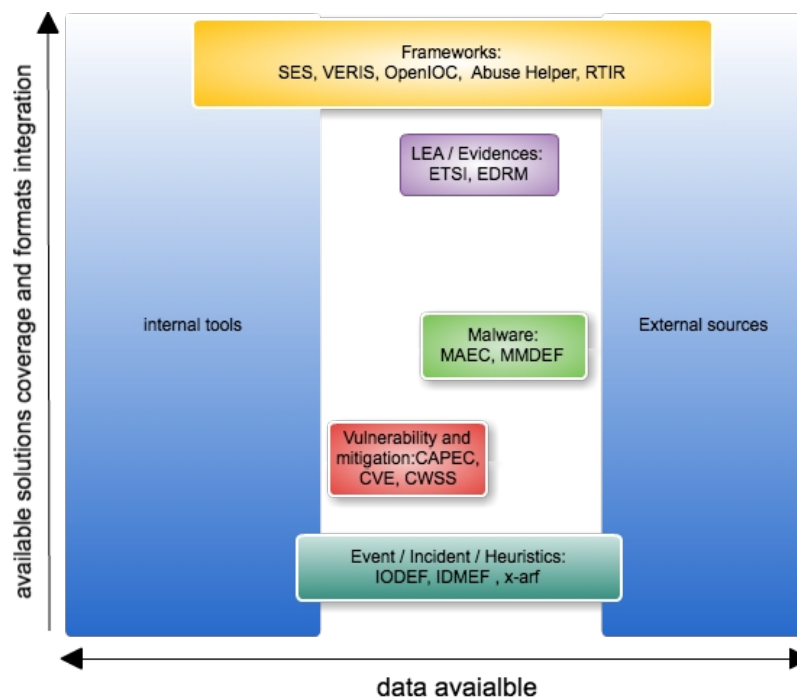 Frameworks:
SES, VERIS, OpenIOC, Abuse Helper, RTIR
LEA / Evidences:
ETSI, EDRM
available solutions coverage and formats integration
internal tools
Malware:
MAEC, MMDEF
External sources
Vulnerability and
mitigation:CAPEC,
CVE, CWSS
Event / Incident / Heuristics:
IODEF, IDMEF , x-arf
data avaialble